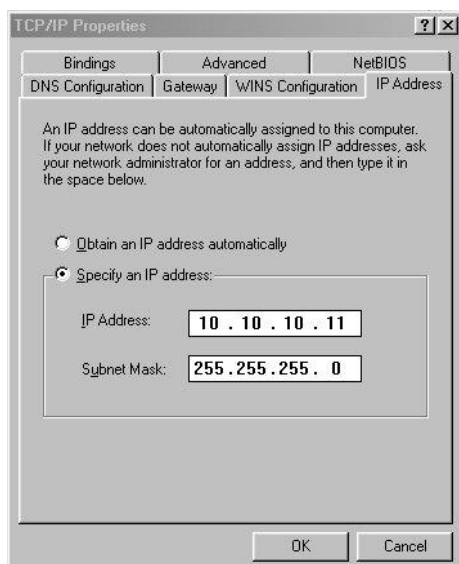 TCP/IP Properties
? X
Bindings Advanced NetBIOS
DNS Configuration Gateway WINS Configuration IP Address
An IP address can be automatically assigned to this computer.
If your network does not automatically assign IP addresses, ask
your network administrator for an address, and then type it in
the space below.
Obtain an IP address automatically
Specify an IP address:
IP Address: 10 . 10 . 10 . 11
Subnet Mask: 255 . 255 . 255 . 0
OK Cancel